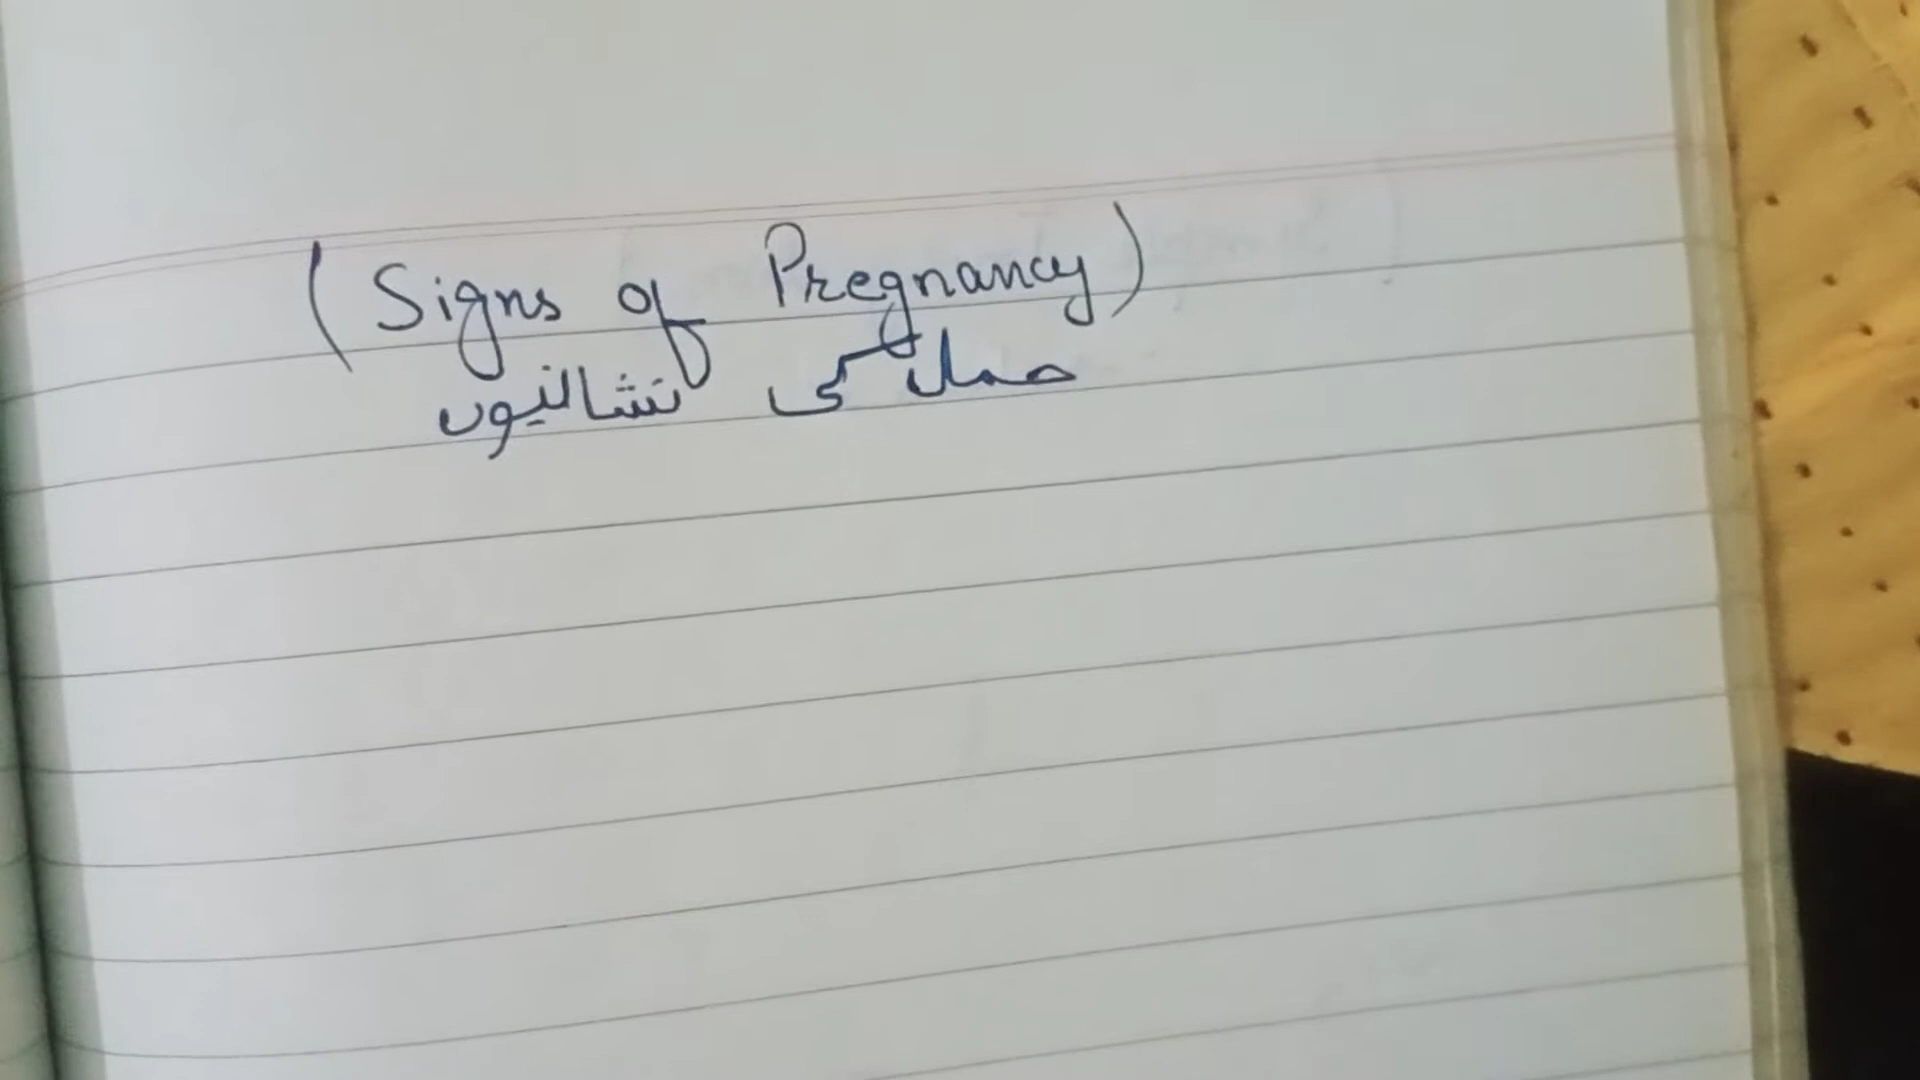 (Signs of Pregnancy)
حمل کی نشانیوں